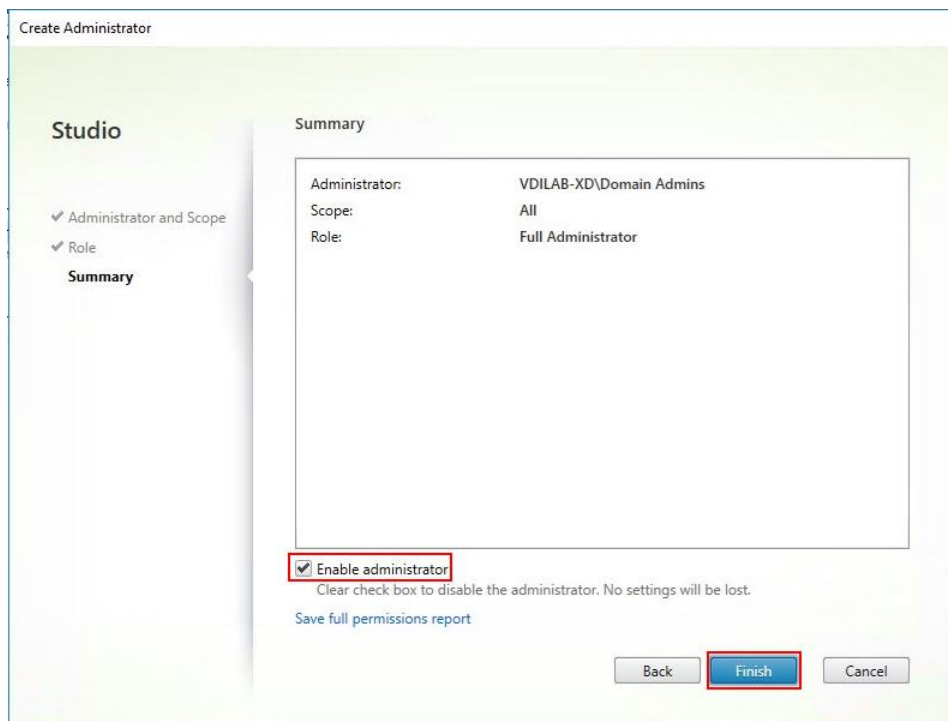 Create Administrator
Studio
Administrator and Scope
Role
Summary
Summary
Administrator: VDILAB-XD\Domain Admins
Scope: All
Role: Full Administrator
Enable administrator
Clear check box to disable the administrator. No settings will be lost.
Save full permissions report
Back Finish Cancel